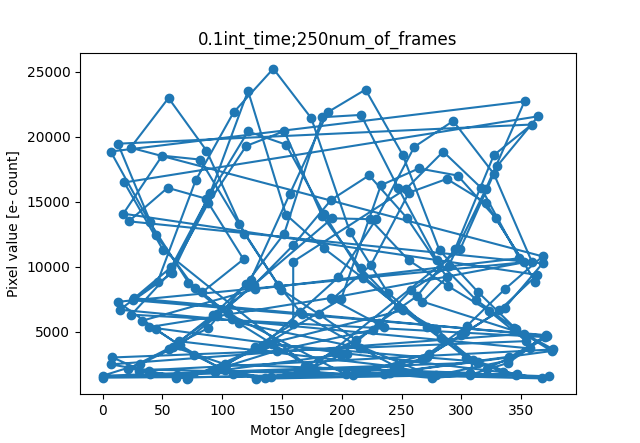 0.1int_time;250num_of_frames
25000
20000
15000
10000
5000
Pixel value [e- count]
0 50 100 150 200 250 300 350
Motor Angle [degrees]